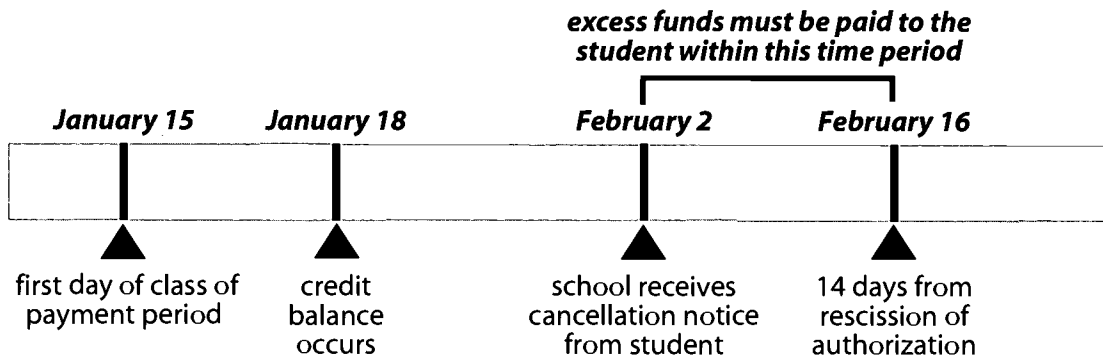 excess funds must be paid to the
student within this time period
January 15
January 18
February 2
February 16
first day of class of
payment period
credit
balance
occurs
school receives
cancellation notice
from student
14 days from
rescission of
authorization